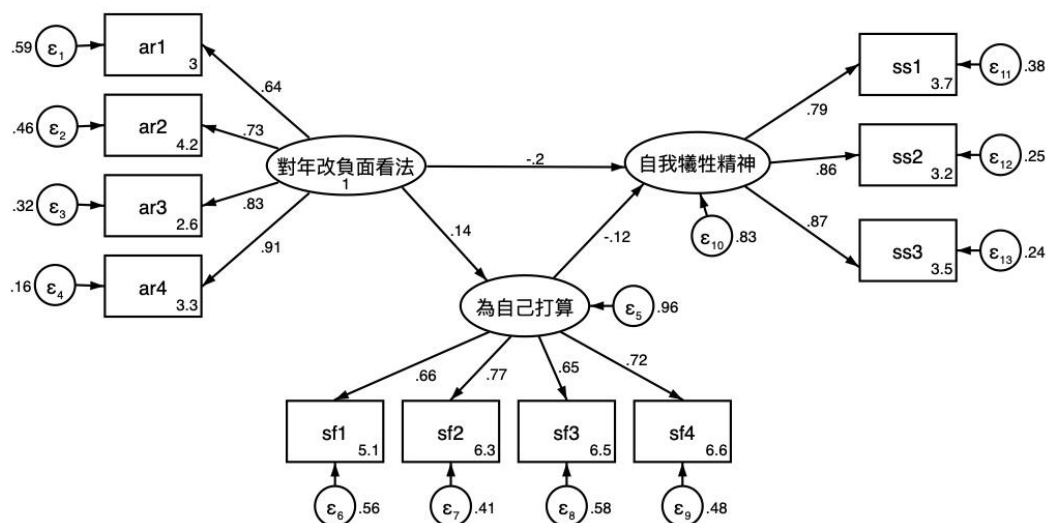 .59 ε1 ar1 3
.64
.46 ε2 ar2 4.2
.73
.32 ε3 ar3 2.6
.83
.16 ε4 ar4 3.3
.91
對年改負面看法
1
-.2
自我犧牲精神
ε10 .83
.79
ss1 3.7 ε11 .38
.86
ss2 3.2 ε12 .25
.87
ss3 3.5 ε13 .24
.14
-.12
為自己打算
ε5 .96
.66 .77 .65 .72
sf1 sf2 sf3 sf4
5.1 6.3 6.5 6.6
ε6 .56 ε7 .41 ε8 .58 ε9 .48